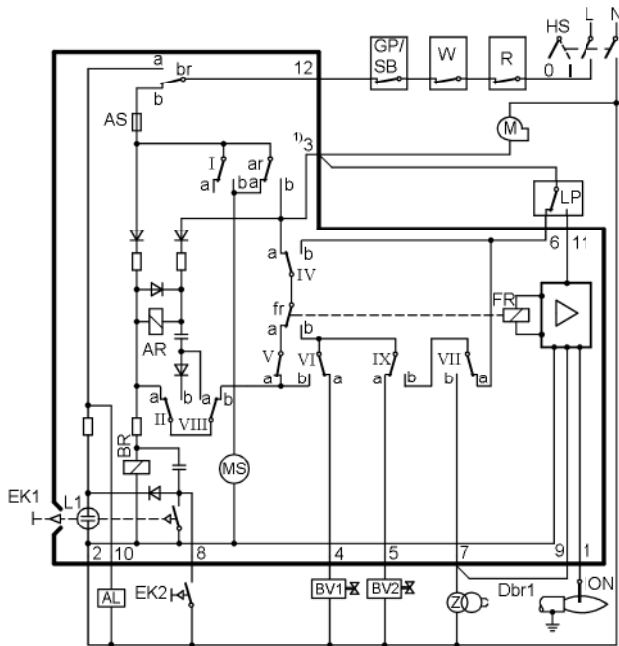 HS L N
GP/ SB
W
R
0 I
a br
b
12
AS
1) 3
M
I
ar
a b a b
LP
6 11
a b
IV
FR
fr
a b
AR
V
VI
IX
VII
b a a b a b b a
a b b a
II VIII
BR
MS
EK1
L1
2 10 8 4 5 7 9 1
Dbr1
AL
EK2
BV1
BV2
Z
ION